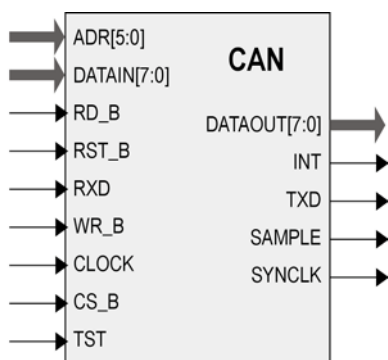 ADR[5:0]
DATAIN[7:0]
RD_B
RST_B
RXD
WR_B
CLOCK
CS_B
TST
CAN
DATAOUT[7:0]
INT
TXD
SAMPLE
SYNCLK